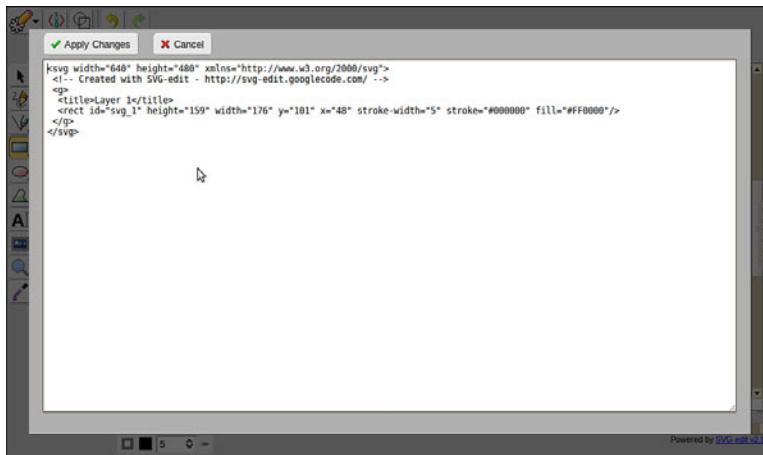 Apply Changes
Cancel
<svg width="640" height="480" xmlns="http://www.w3.org/2000/svg">
<!-- Created with SVG-edit - http://svg-edit.googlecode.com/ -->
<g>
<title>Layer 1</title>
<rect id="svg_1" height="159" width="176" y="101" x="48" stroke-width="5" stroke="#000000" fill="#FF0000"/>
</g>
</svg>
A
5
Powered by SVG-edit